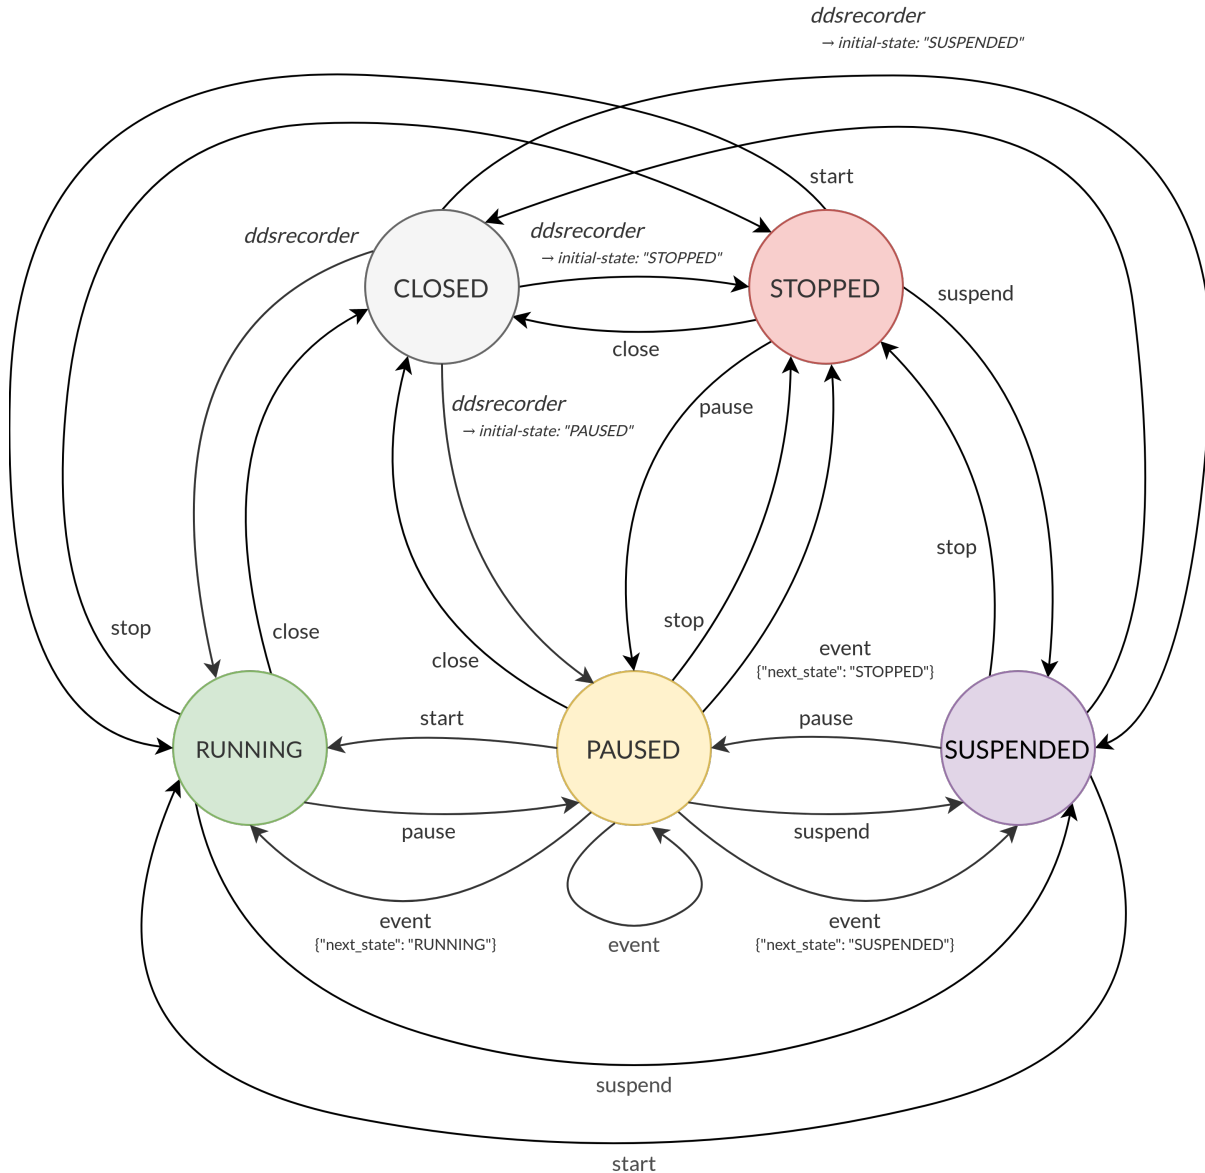 ddsrecorder
→ initial-state: "SUSPENDED"
start
ddsrecorder
ddsrecorder
→ initial-state: "STOPPED"
CLOSED
STOPPED
suspend
close
ddsrecorder
→ initial-state: "PAUSED"
pause
stop
stop
close
stop
close
event
{"next_state": "STOPPED"}
start
pause
RUNNING
PAUSED
SUSPENDED
pause
suspend
event
{"next_state": "RUNNING"}
event
event
{"next_state": "SUSPENDED"}
suspend
start